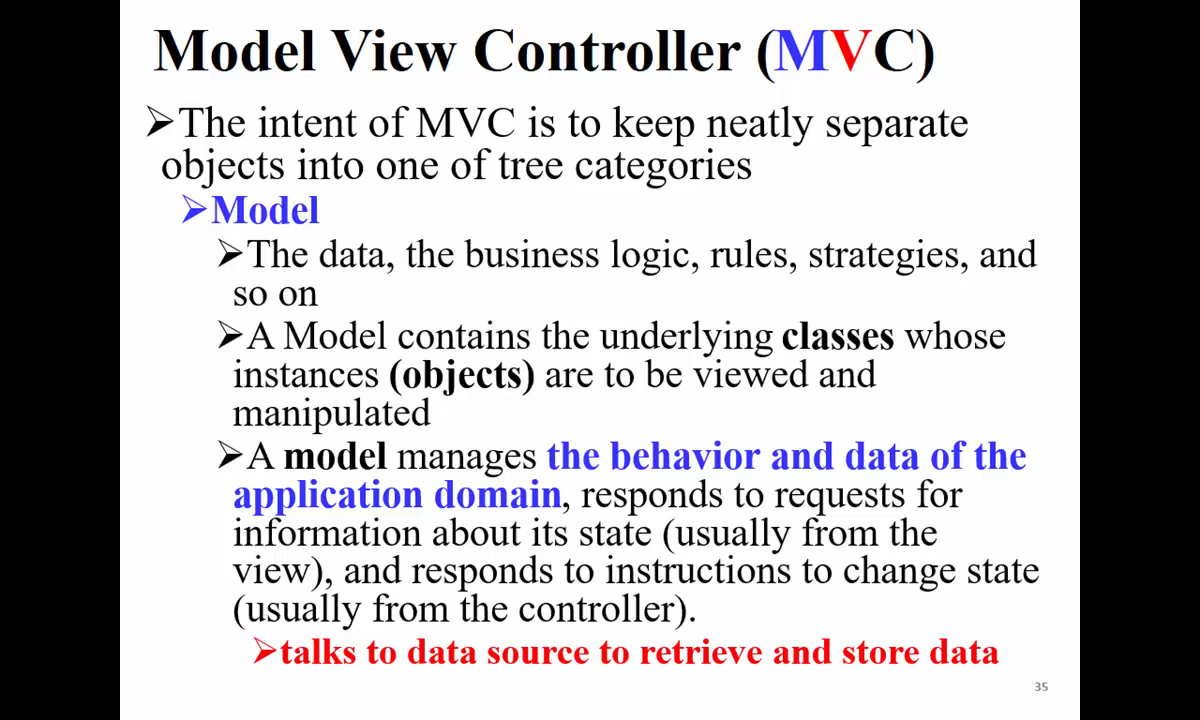 Model View Controller (MVC)
➢The intent of MVC is to keep neatly separate
objects into one of tree categories
➢Model
➢The data, the business logic, rules, strategies, and
so on
➢A Model contains the underlying classes whose
instances (objects) are to be viewed and
manipulated
➢A model manages the behavior and data of the
application domain, responds to requests for
information about its state (usually from the
view), and responds to instructions to change state
(usually from the controller).
➢talks to data source to retrieve and store data
35